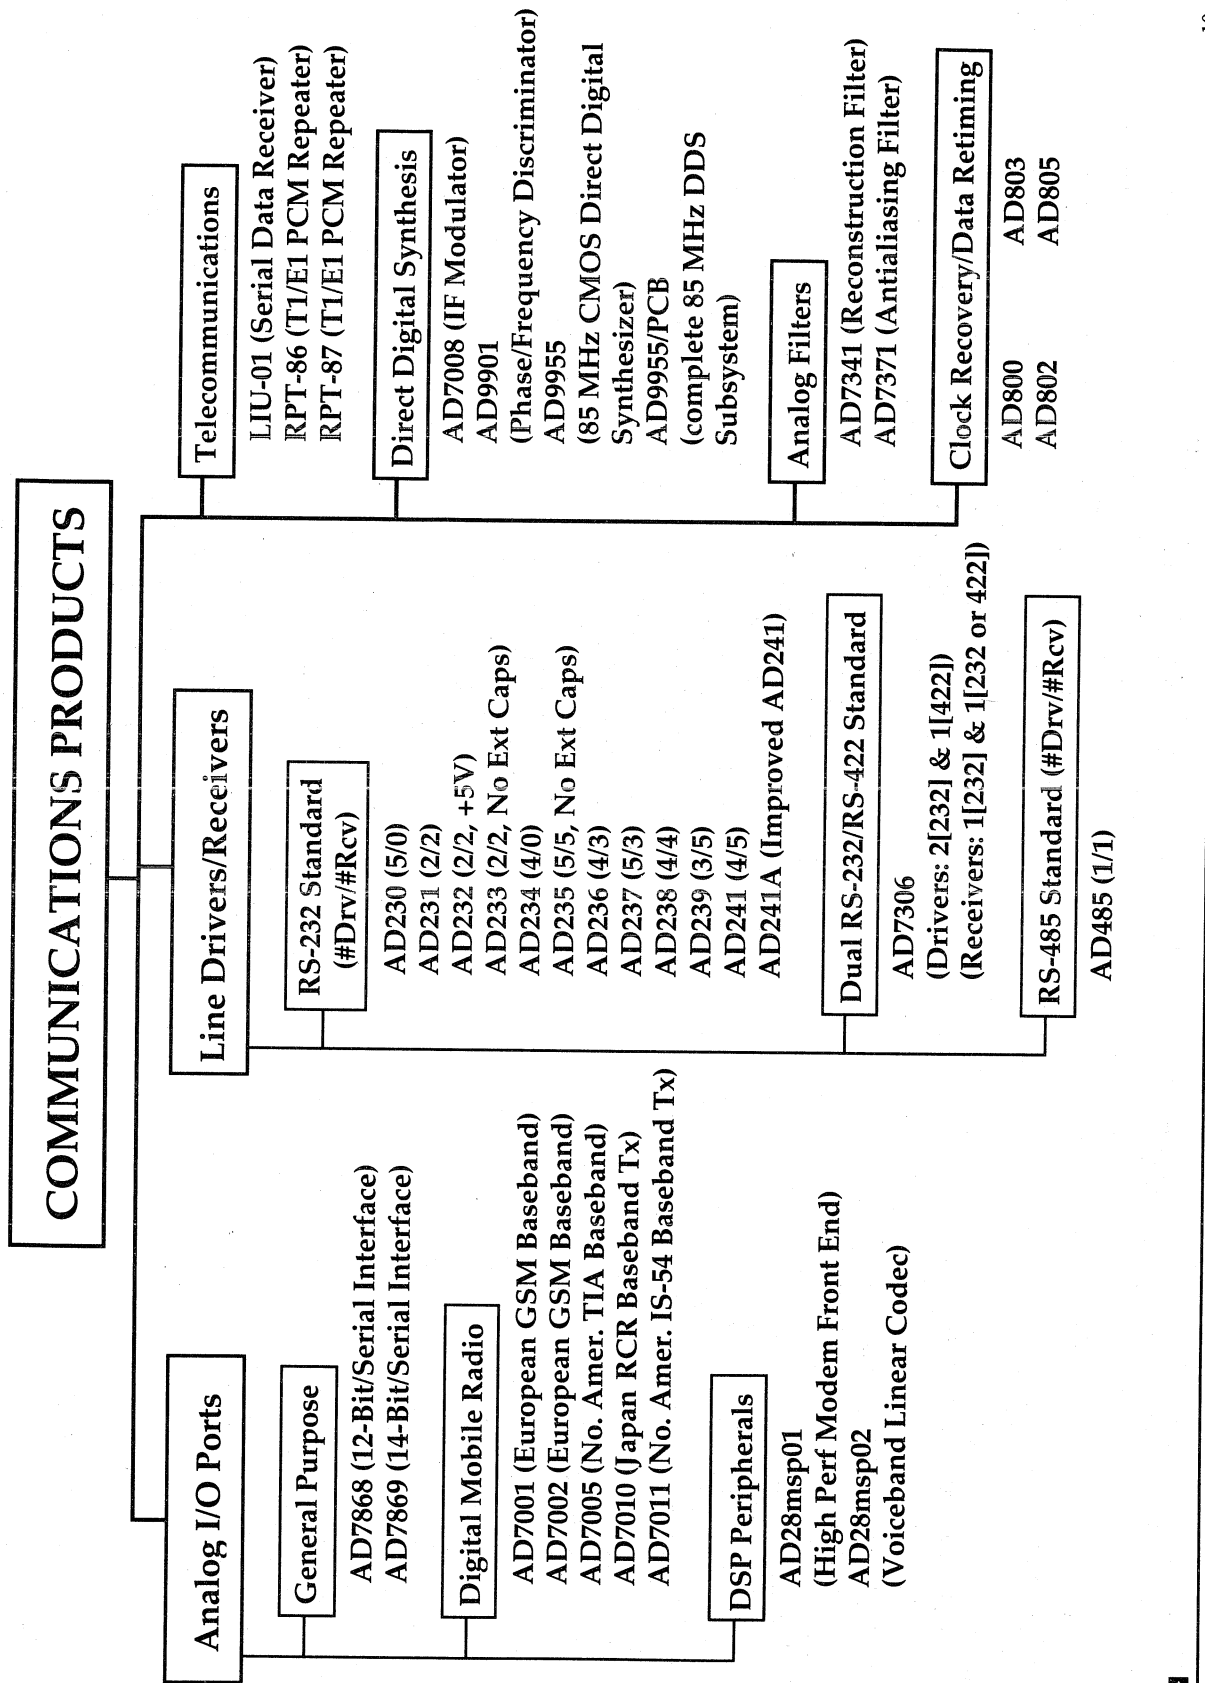 COMMUNICATIONS PRODUCTS
Analog I/O Ports
General Purpose
AD7868 (12-Bit/Serial Interface)
AD7869 (14-Bit/Serial Interface)
Digital Mobile Radio
AD7001 (European GSM Baseband)
AD7002 (European GSM Baseband)
AD7005 (No. Amer. TIA Baseband)
AD7010 (Japan RCR Baseband Tx)
AD7011 (No. Amer. IS-54 Baseband Tx)
DSP Peripherals
AD28msp01
(High Perf Modem Front End)
AD28msp02
(Voiceband Linear Codec)
Line Drivers/Receivers
RS-232 Standard
(#Drv/#Rcv)
AD230 (5/0)
AD231 (2/2)
AD232 (2/2, +5V)
AD233 (2/2, No Ext Caps)
AD234 (4/0)
AD235 (5/5, No Ext Caps)
AD236 (4/3)
AD237 (5/3)
AD238 (4/4)
AD239 (3/5)
AD241 (4/5)
AD241A (Improved AD241)
Dual RS-232/RS-422 Standard
AD7306
(Drivers: 2[232] & 1[422])
(Receivers: 1[232] & 1[232 or 422])
RS-485 Standard (#Drv/#Rcv)
AD485 (1/1)
Telecommunications
LIU-01 (Serial Data Receiver)
RPT-86 (T1/E1 PCM Repeater)
RPT-87 (T1/E1 PCM Repeater)
Direct Digital Synthesis
AD7008 (IF Modulator)
AD9901
(Phase/Frequency Discriminator)
AD9955
(85 MHz CMOS Direct Digital
Synthesizer)
AD9955/PCB
(complete 85 MHz DDS
Subsystem)
Analog Filters
AD7341 (Reconstruction Filter)
AD7371 (Antialiasing Filter)
Clock Recovery/Data Retiming
AD800 AD803
AD802 AD805